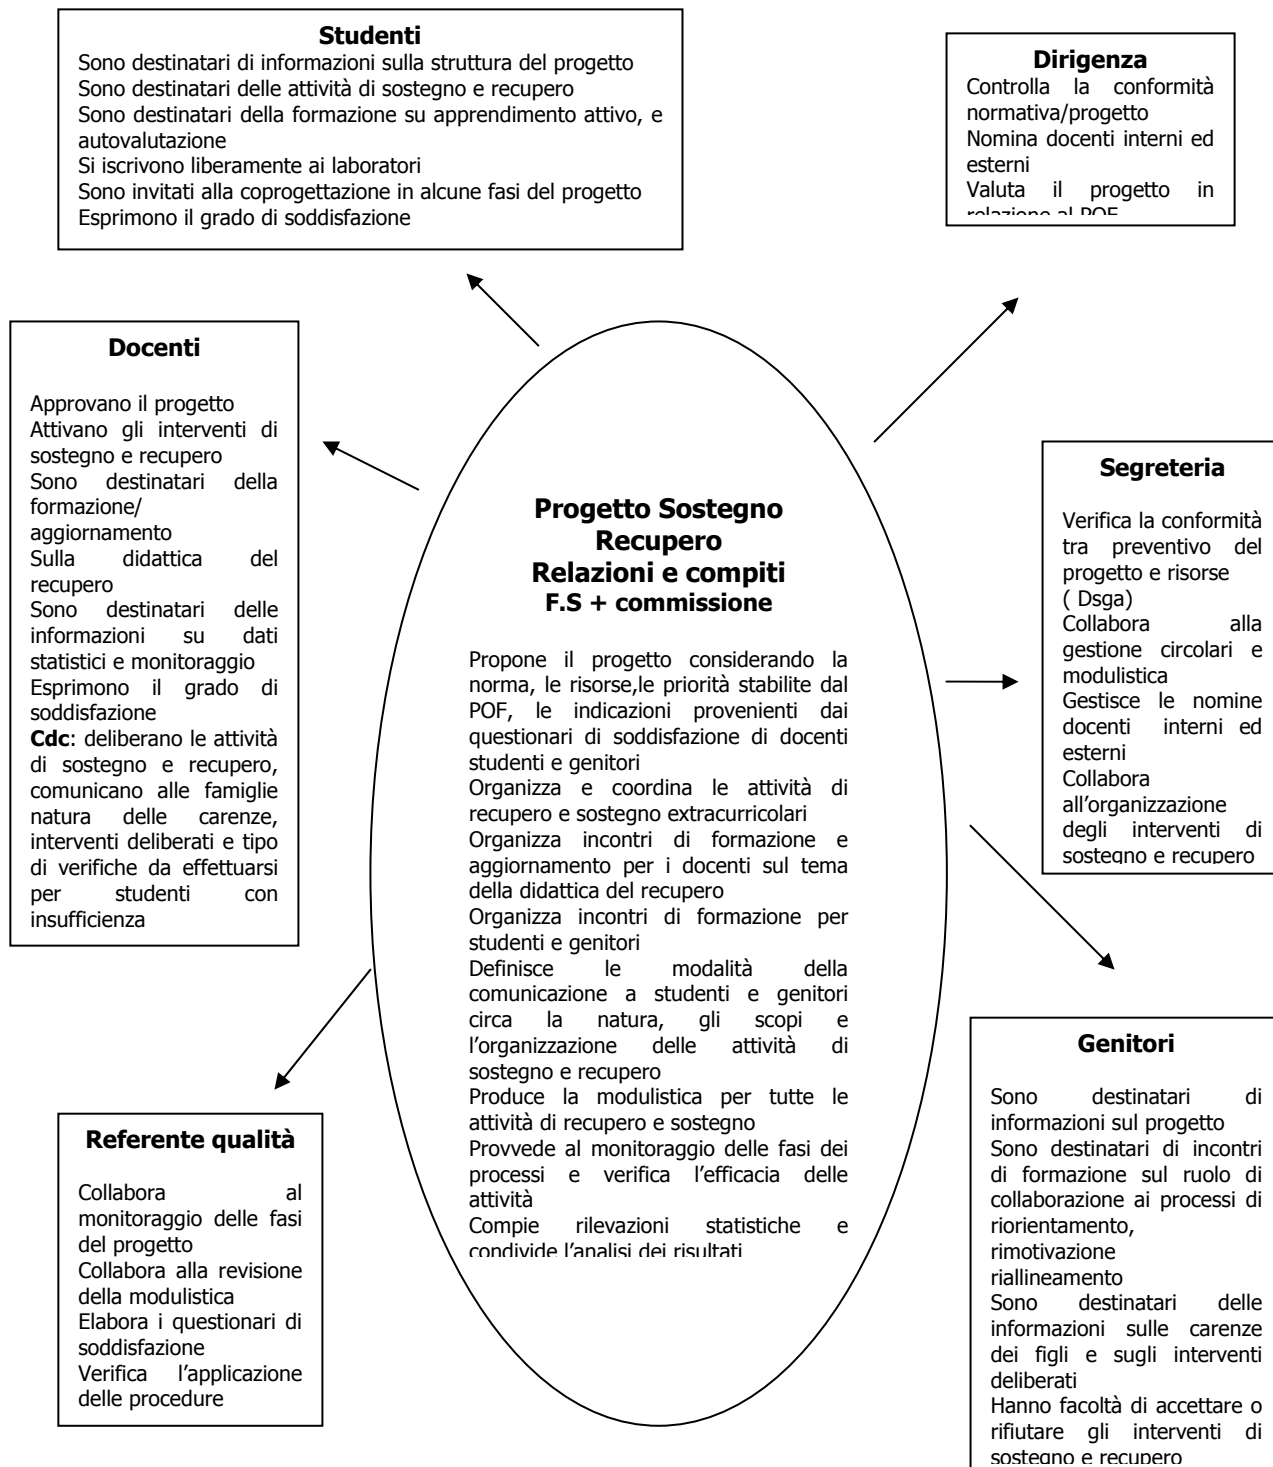 Studenti
Sono destinatari di informazioni sulla struttura del progetto
Sono destinatari delle attività di sostegno e recupero
Sono destinatari della formazione su apprendimento attivo, e
autovalutazione
Si iscrivono liberamente ai laboratori
Sono invitati alla coprogettazione in alcune fasi del progetto
Esprimono il grado di soddisfazione
Dirigenza
Controlla la conformità
normativa/progetto
Nomina docenti interni ed
esterni
Valuta il progetto in
relazione al POF
Docenti
Approvano il progetto
Attivano gli interventi di
sostegno e recupero
Sono destinatari della
formazione/
aggiornamento
Sulla didattica del
recupero
Sono destinatari delle
informazioni su dati
statistici e monitoraggio
Esprimono il grado di
soddisfazione
Cdc: deliberano le attività
di sostegno e recupero,
comunicano alle famiglie
natura delle carenze,
interventi deliberati e tipo
di verifiche da effettuarsi
per studenti con
insufficienza
Progetto Sostegno
Recupero
Relazioni e compiti
F.S + commissione
Propone il progetto considerando la
norma, le risorse,le priorità stabilite dal
POF, le indicazioni provenienti dai
questionari di soddisfazione di docenti
studenti e genitori
Organizza e coordina le attività di
recupero e sostegno extracurricolari
Organizza incontri di formazione e
aggiornamento per i docenti sul tema
della didattica del recupero
Organizza incontri di formazione per
studenti e genitori
Definisce le modalità della
comunicazione a studenti e genitori
circa la natura, gli scopi e
l’organizzazione delle attività di
sostegno e recupero
Produce la modulistica per tutte le
attività di recupero e sostegno
Provvede al monitoraggio delle fasi dei
processi e verifica l’efficacia delle
attività
Compie rilevazioni statistiche e
condivide l’analisi dei risultati
Segreteria
Verifica la conformità
tra preventivo del
progetto e risorse
( Dsga)
Collabora alla
gestione circolari e
modulistica
Gestisce le nomine
docenti interni ed
esterni
Collabora
all’organizzazione
degli interventi di
sostegno e recupero
Referente qualità
Collabora al
monitoraggio delle fasi
del progetto
Collabora alla revisione
della modulistica
Elabora i questionari di
soddisfazione
Verifica l’applicazione
delle procedure
Genitori
Sono destinatari di
informazioni sul progetto
Sono destinatari di incontri
di formazione sul ruolo di
collaborazione ai processi di
riorientamento,
rimotivazione
riallineamento
Sono destinatari delle
informazioni sulle carenze
dei figli e sugli interventi
deliberati
Hanno facoltà di accettare o
rifiutare gli interventi di
sostegno e recupero